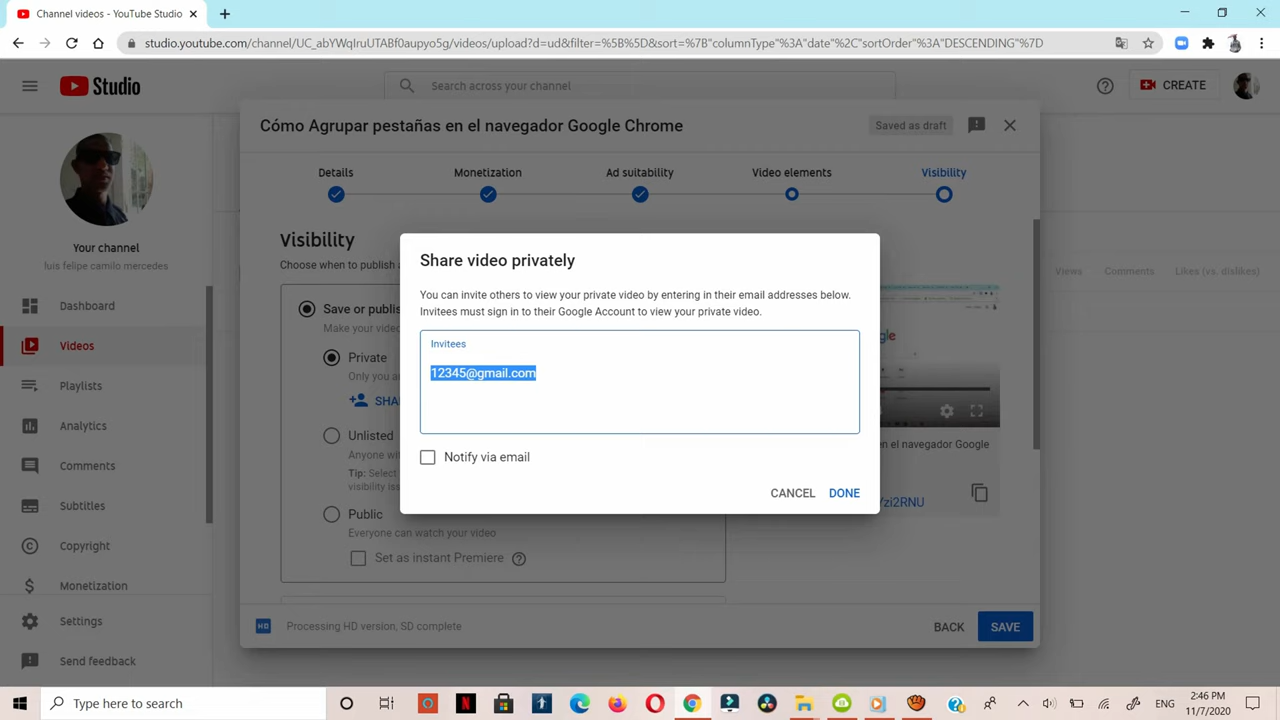 Channel videos - YouTube Studio
studio.youtube.com/channel/UC_abYWqIruUTABf0aupyo5g/videos/upload?d=ud&filter=%5B%5D&sort=%7B"columnType"%3A"date"%2C"sortOrder"%3A"DESCENDING"%7D
Studio
Search across your channel
CREATE
Cómo Agrupar pestañas en el navegador Google Chrome
Saved as draft
Details
Monetization
Ad suitability
Video elements
Visibility
Your channel
luis felipe camilo mercedes
Dashboard
Videos
Playlists
Analytics
Comments
Subtitles
Copyright
Monetization
Settings
Send feedback
Visibility
Choose when to publish
Save or publis
Make your video
Private
Only you a
SHA
Unlisted
Anyone wi
Tip: Select
visibility iss
Public
Everyone can watch your video
Set as instant Premiere
Share video privately
You can invite others to view your private video by entering in their email addresses below.
Invitees must sign in to their Google Account to view your private video.
Invitees
12345@gmail.com
Notify via email
CANCEL
DONE
Views
Comments
Likes (vs. dislikes)
en el navegador Google
Yzi2RNU
HD
Processing HD version, SD complete
BACK
SAVE
Type here to search
ENG
2:46 PM
11/7/2020